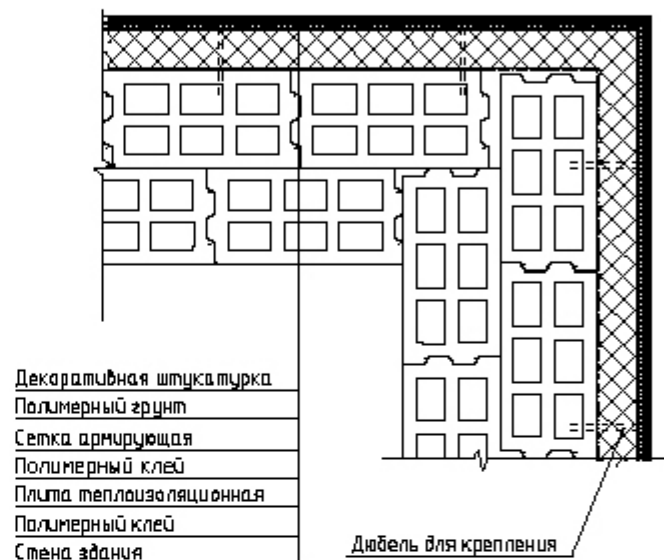 Декоративная штукатурка
Полимерный грунт
Сетка армирующая
Полимерный клей
Плита теплоизоляционная
Полимерный клей
Стена здания
Дюбель для крепления